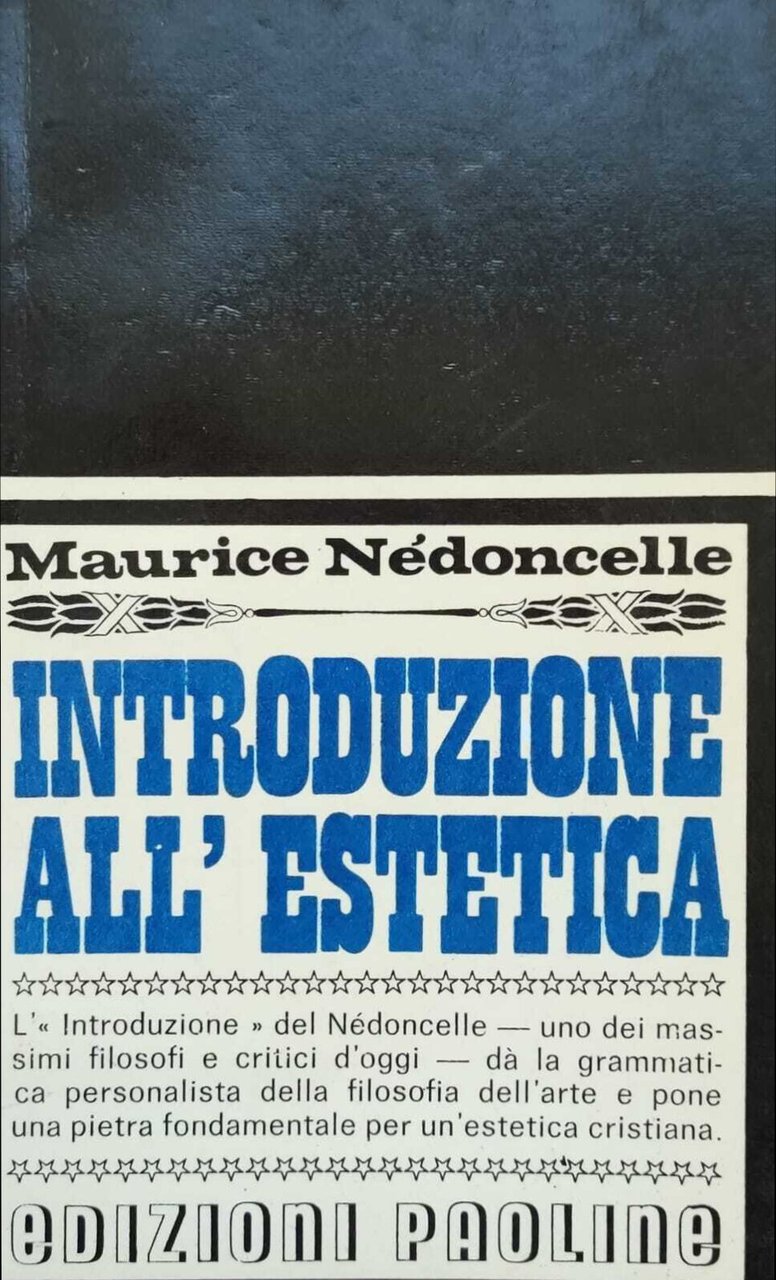 Maurice Nédoncelle
INTRODUZIONE
ALL' ESTETICA
L'« Introduzione » del Nédoncelle — uno dei mas-
simi filosofi e critici d'oggi — dà la grammati-
ca personalista della filosofia dell'arte e pone
una pietra fondamentale per un'estetica cristiana.
EDIZIONI PAOLINE